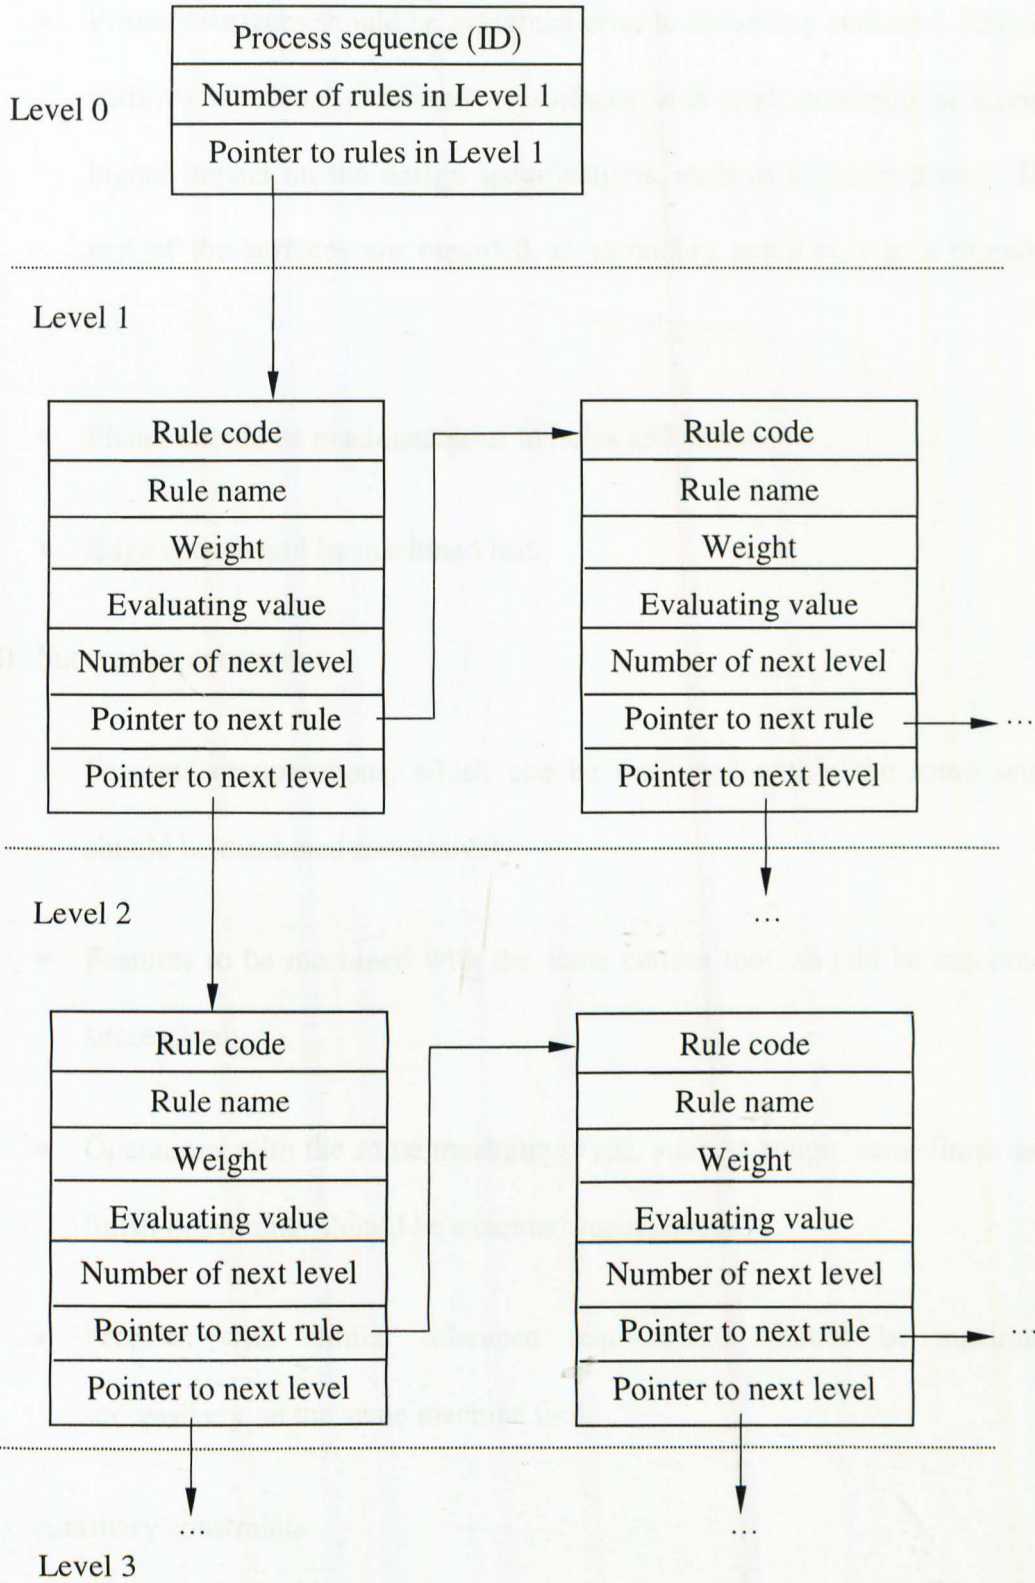 Process sequence (ID)
Level 0
Number of rules in Level 1
Pointer to rules in Level 1
Level 1
Rule code
Rule name
Weight
Evaluating value
Number of next level
Pointer to next rule
Pointer to next level
Rule code
Rule name
Weight
Evaluating value
Number of next level
Pointer to next rule
...
Pointer to next level
...
Level 2
Rule code
Rule name
Weight
Evaluating value
Number of next level
Pointer to next rule
Pointer to next level
...
Rule code
Rule name
Weight
Evaluating value
Number of next level
Pointer to next rule
...
Pointer to next level
...
Level 3